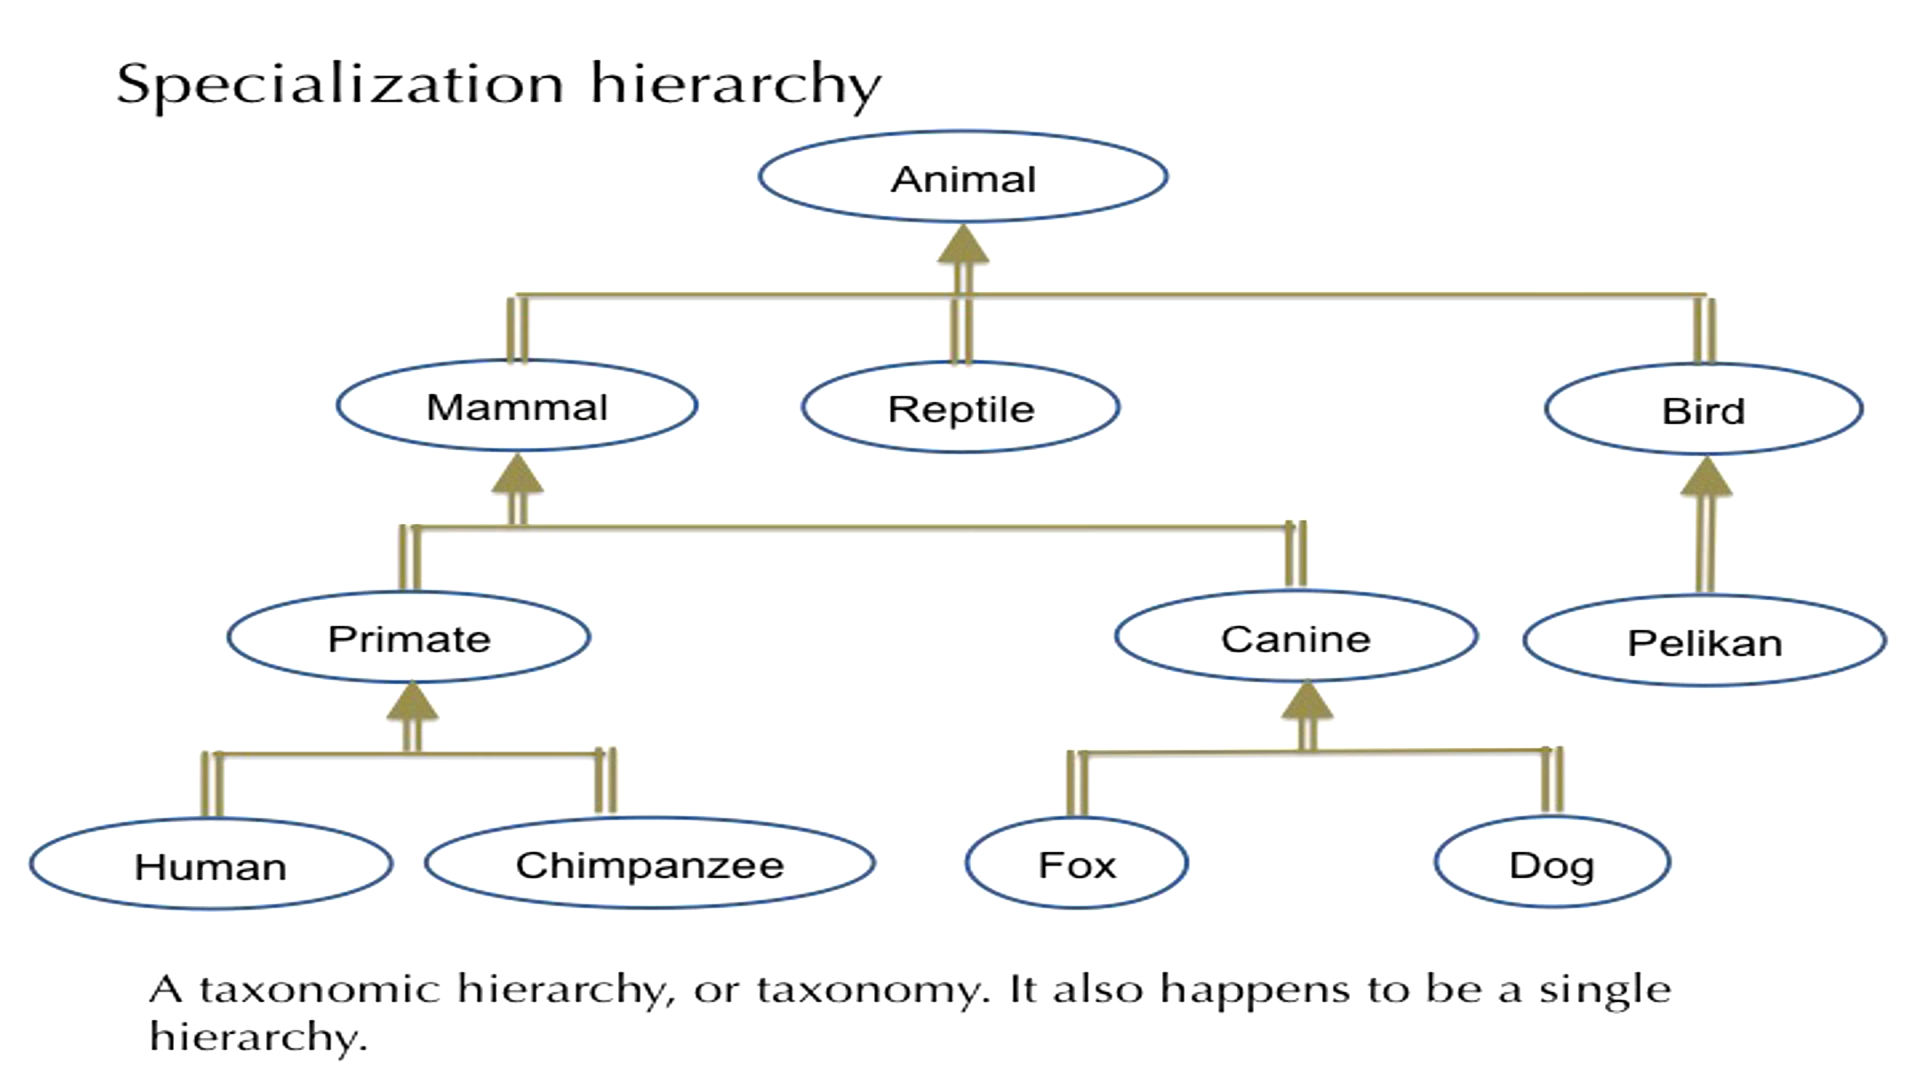 Specialization hierarchy
Animal
Mammal
Reptile
Bird
Primate
Canine
Pelikan
Human
Chimpanzee
Fox
Dog
A taxonomic hierarchy, or taxonomy. It also happens to be a single
hierarchy.